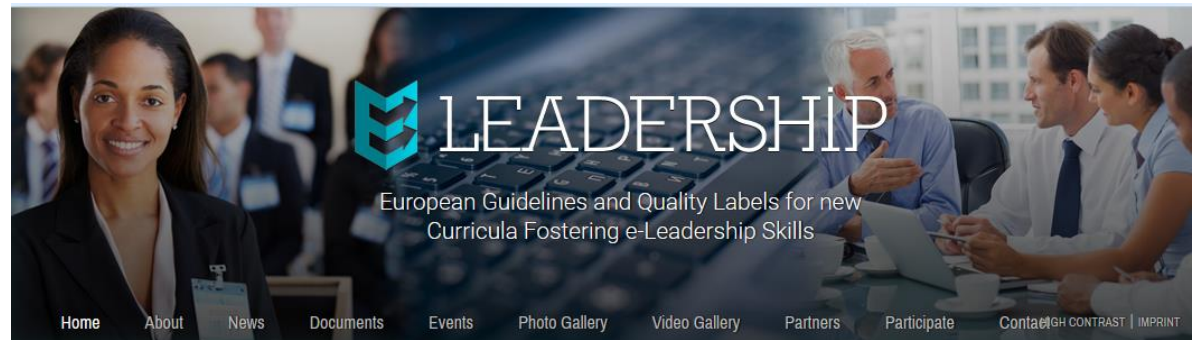 E LEADERSHİP
European Guidelines and Quality Labels for new
Curricula Fostering e-Leadership Skills
Home About News Documents Events Photo Gallery Video Gallery Partners Participate Contact HIGH CONTRAST | IMPRINT